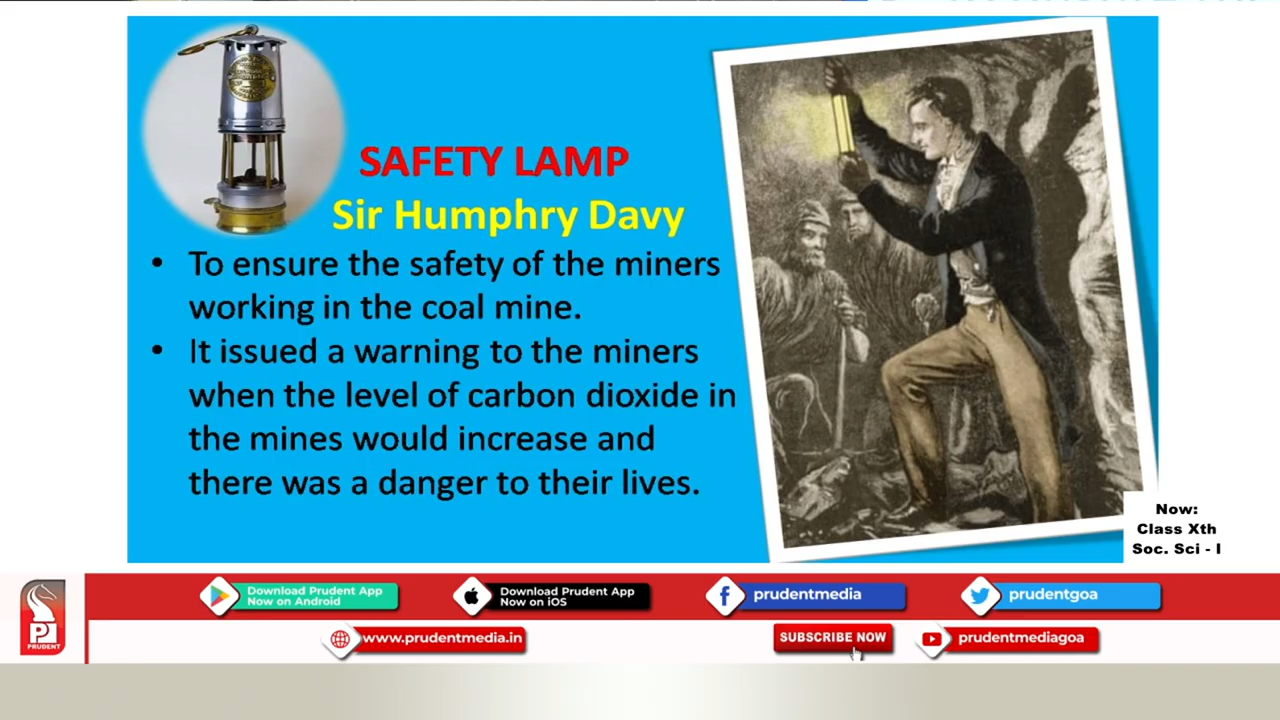 SAFETY LAMP
Sir Humphry Davy
• To ensure the safety of the miners
working in the coal mine.
• It issued a warning to the miners
when the level of carbon dioxide in
the mines would increase and
there was a danger to their lives.
Now:
Class Xth
Soc. Sci - I
PRUDENT
Download Prudent App
Now on Android
Download Prudent App
Now on iOS
prudentmedia
prudentgoa
www.prudentmedia.in
SUBSCRIBE NOW
prudentmediagoa